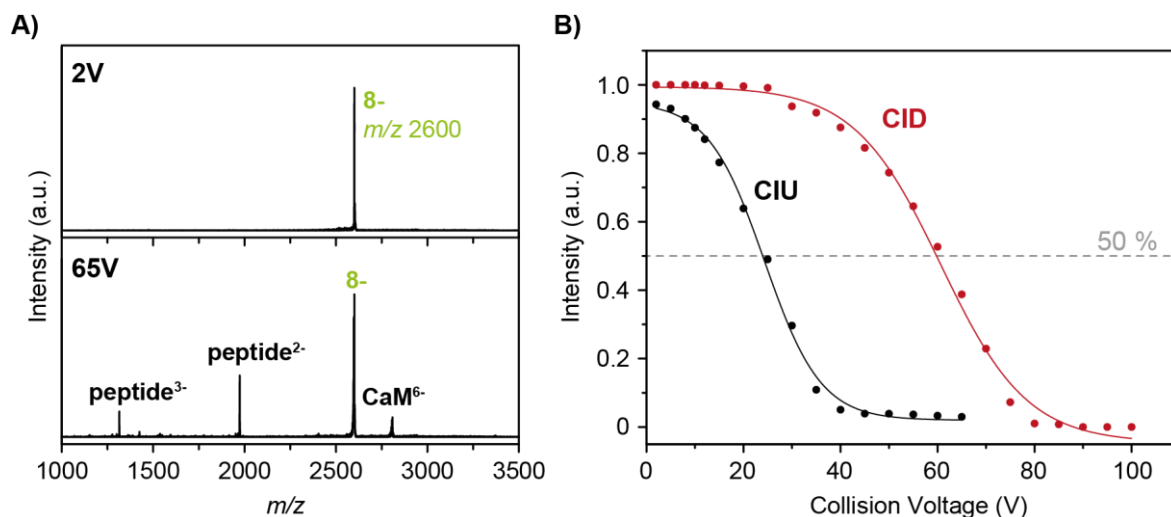 A)
2V
8-
m/z 2600
65V
8-
peptide2-
peptide3-
CaM6-
Intensity (a.u.)
1000 1500 2000 2500 3000 3500
m/z
B)
1.0
0.8
0.6
0.4
0.2
0
CID
CIU
50 %
Intensity (a.u.)
0 20 40 60 80 100
Collision Voltage (V)